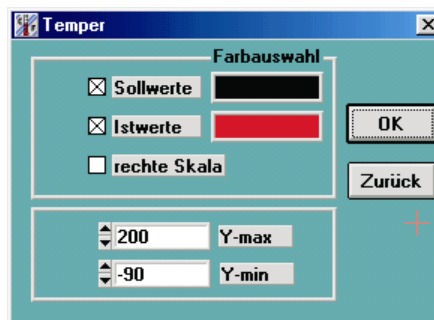 Temper
Farbauswahl
Sollwerte
Istwerte
rechte Skala
OK
Zurück
200 Y-max
-90 Y-min